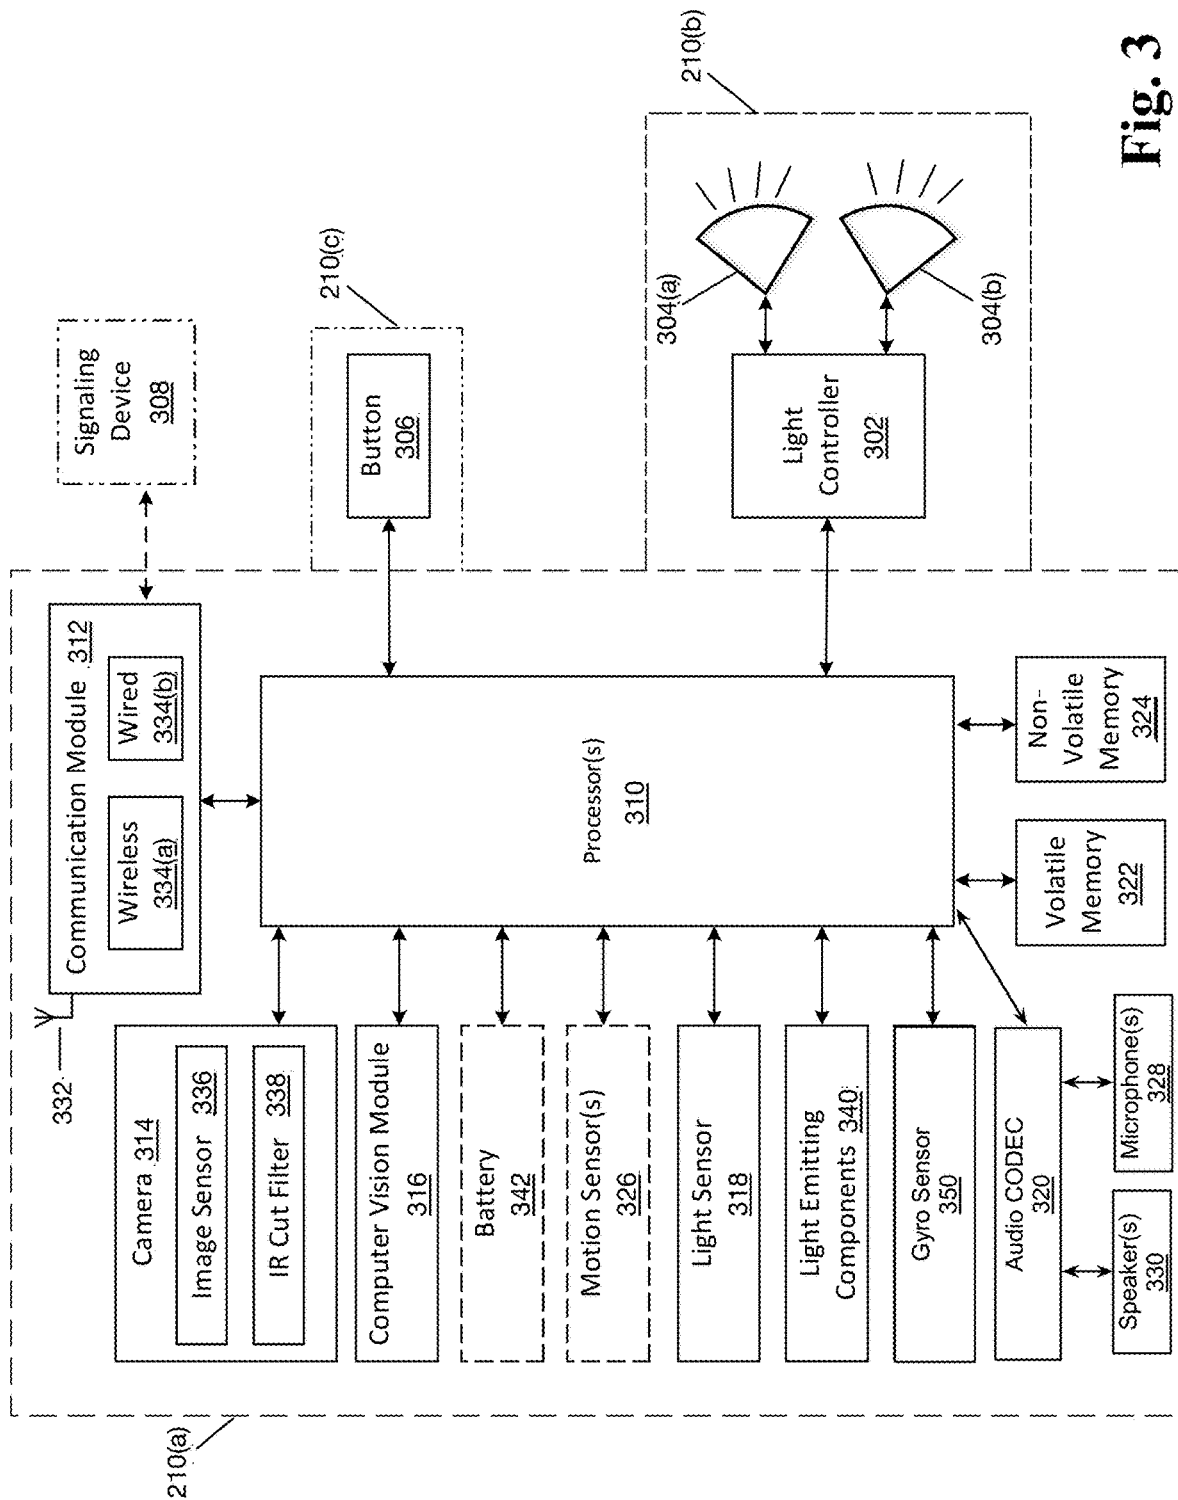 210(a)
332
Camera 314
Image Sensor 336
IR Cut Filter 338
Computer Vision Module
316
Battery
342
Motion Sensor(s)
326
Light Sensor
318
Light Emitting
Components 340
Gyro Sensor
350
Audio CODEC
320
Speaker(s)
330
Microphone(s)
328
Communication Module 312
Wireless
334(a)
Wired
334(b)
Processor(s)
310
Volatile
Memory
322
Non-
Volatile
Memory
324
Signaling
Device
308
210(c)
Button
306
210(b)
Light
Controller
302
304(a)
304(b)
Fig. 3